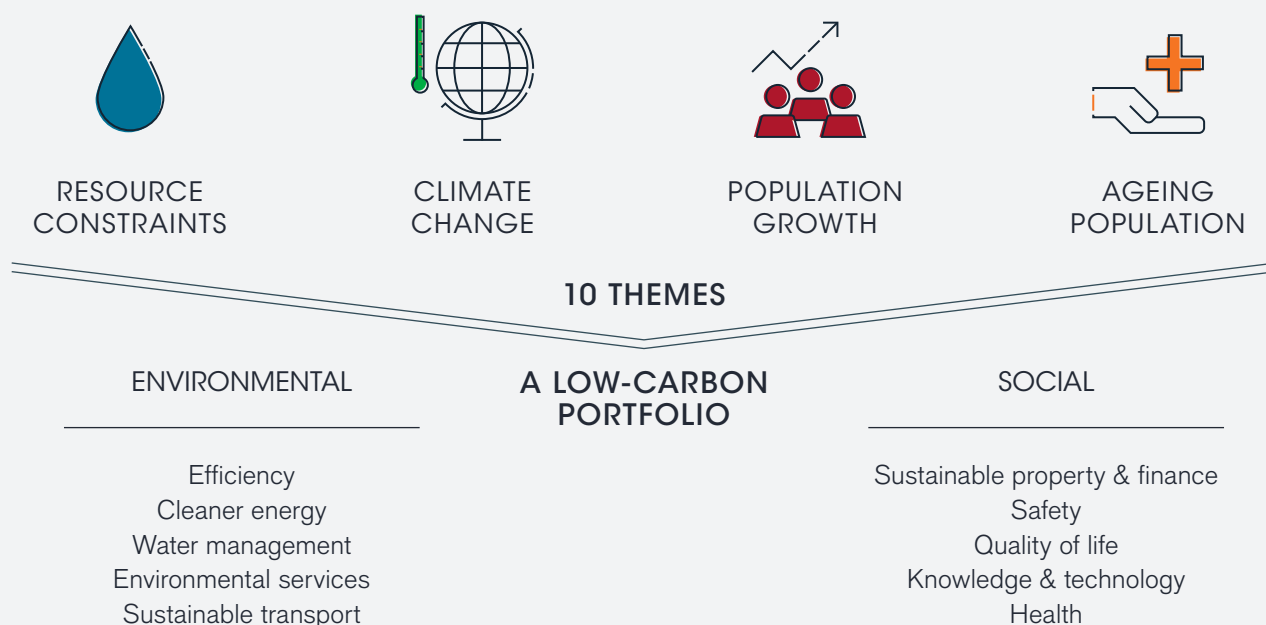 RESOURCE
CONSTRAINTS
CLIMATE
CHANGE
POPULATION
GROWTH
AGEING
POPULATION
10 THEMES
A LOW-CARBON
PORTFOLIO
ENVIRONMENTAL
Efficiency
Cleaner energy
Water management
Environmental services
Sustainable transport
SOCIAL
Sustainable property & finance
Safety
Quality of life
Knowledge & technology
Health